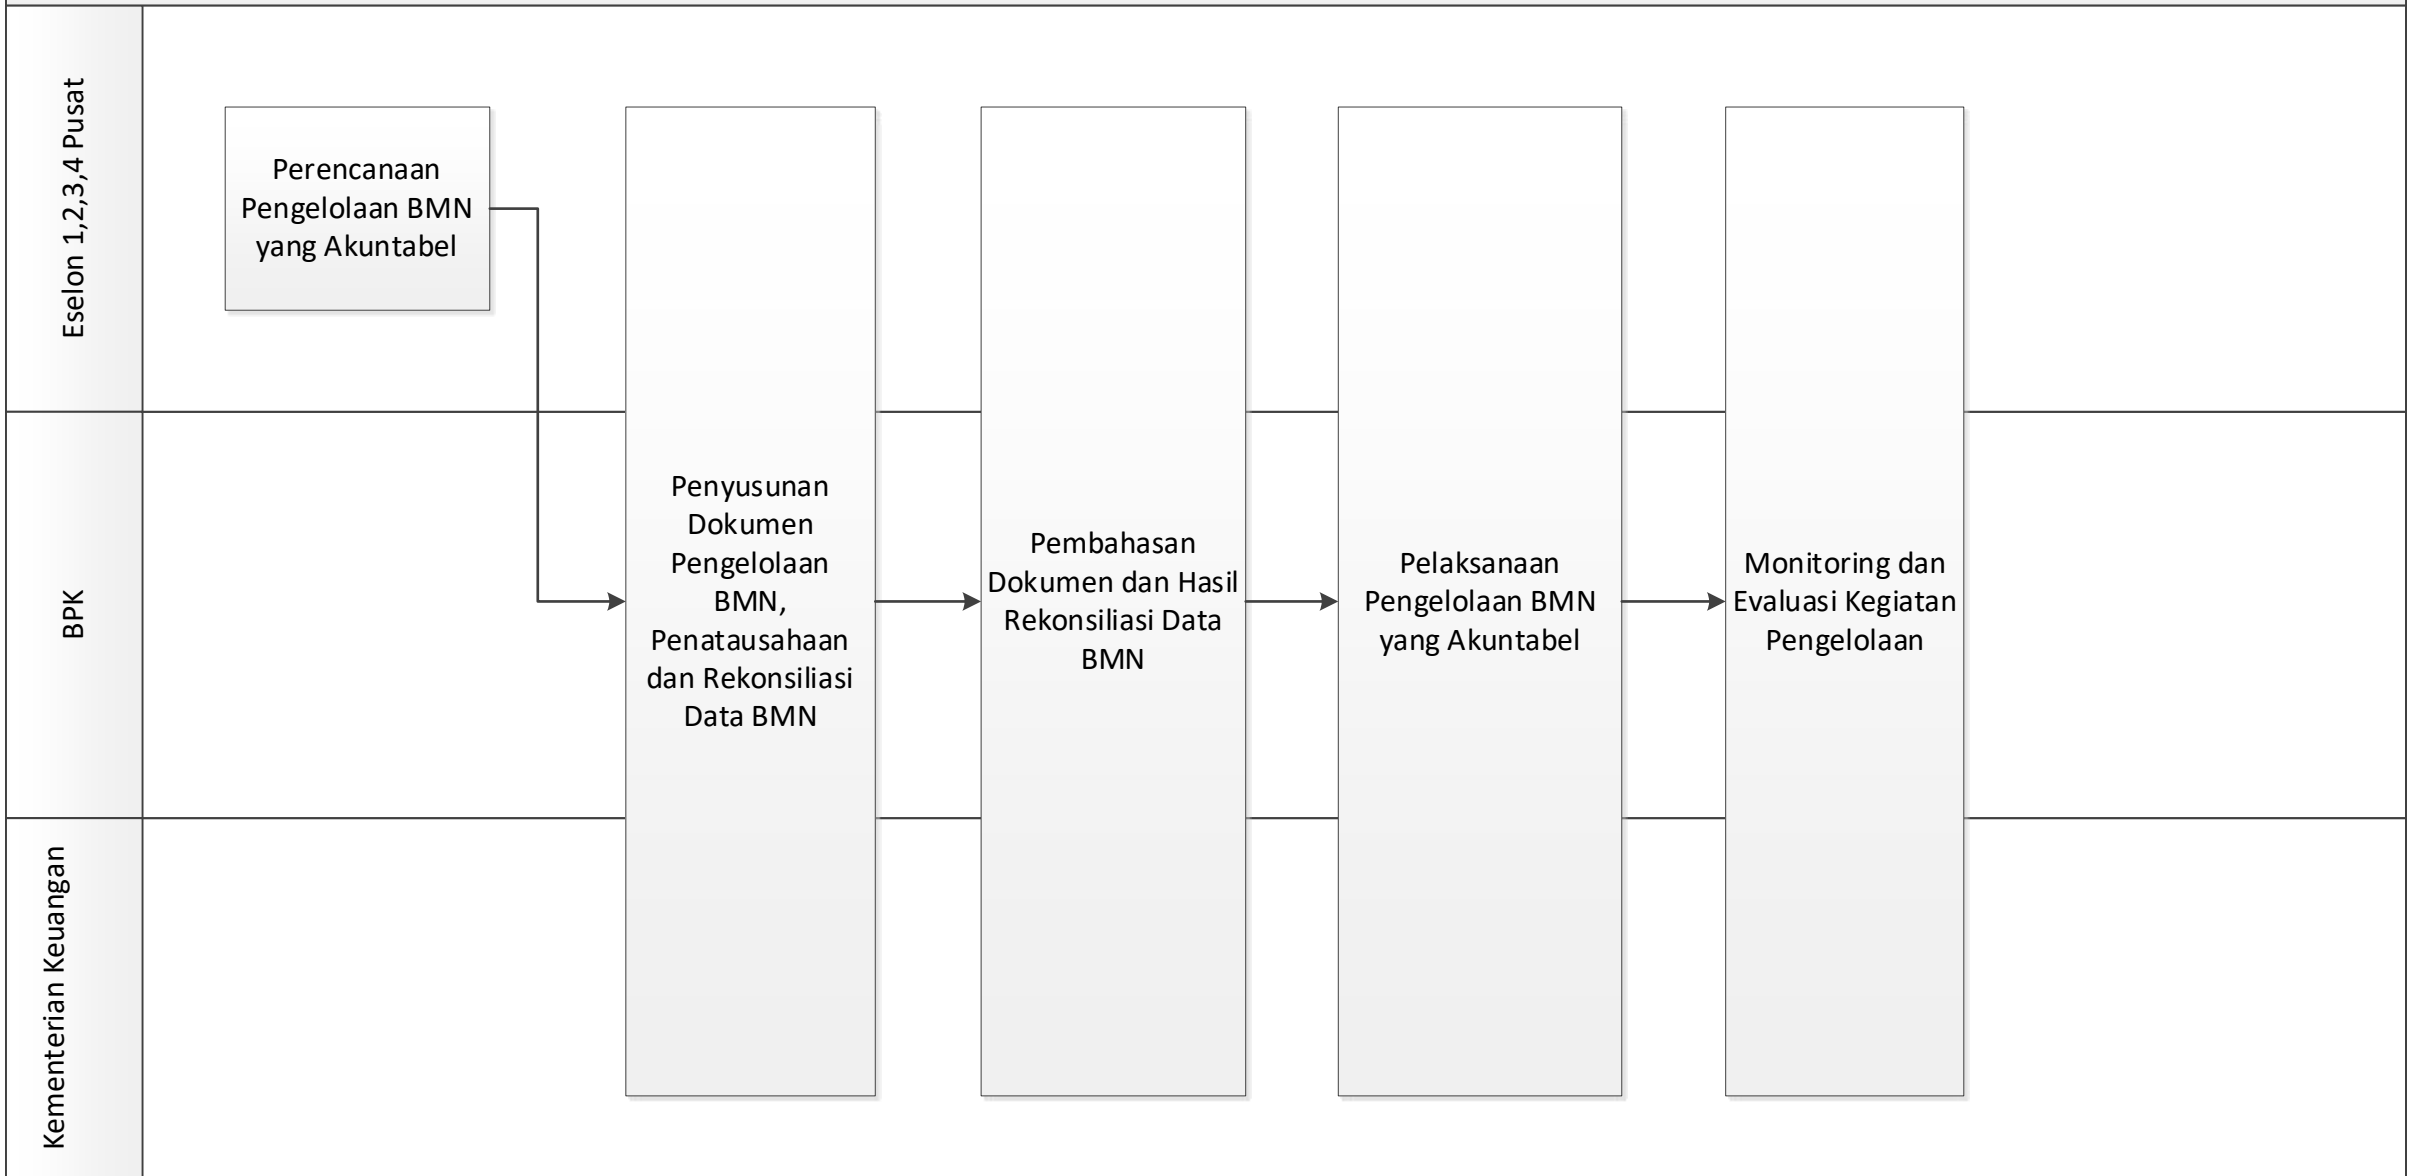 Eselon 1,2,3,4 Pusat
Perencanaan
Pengelolaan BMN
yang Akuntabel
BPK
Penyusunan
Dokumen
Pengelolaan
BMN,
Penatausahaan
dan Rekonsiliasi
Data BMN
Pembahasan
Dokumen dan Hasil
Rekonsiliasi Data
BMN
Pelaksanaan
Pengelolaan BMN
yang Akuntabel
Monitoring dan
Evaluasi Kegiatan
Pengelolaan
Kementerian Keuangan